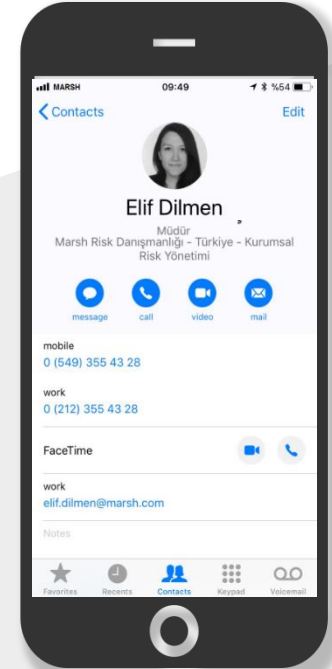 MARSH 09:49 %54
Contacts Edit
Elif Dilmen
Müdür
Marsh Risk Danışmanlığı - Türkiye - Kurumsal
Risk Yönetimi
message call video mail
mobile
0 (549) 355 43 28
work
0 (212) 355 43 28
FaceTime
work
elif.dilmen@marsh.com
Notes
Favorites Recents Contacts Keypad Voicemail